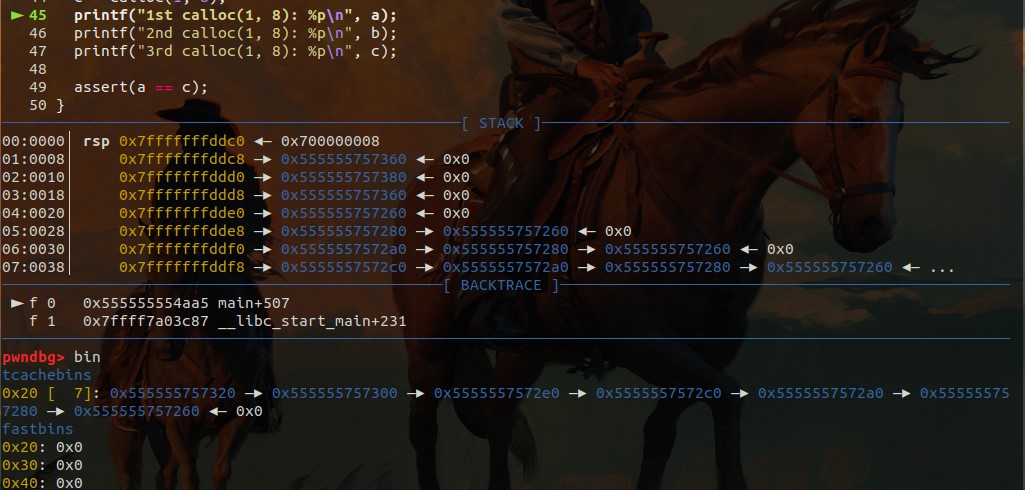 ► 45   printf("1st calloc(1, 8): %p\n", a);
46   printf("2nd calloc(1, 8): %p\n", b);
47   printf("3rd calloc(1, 8): %p\n", c);
48
49   assert(a == c);
50 }
[ STACK ]
00:0000│ rsp 0x7fffffffddc0 ◂— 0x700000008
01:0008│     0x7fffffffddc8 —▸ 0x555555757360 ◂— 0x0
02:0010│     0x7fffffffddd0 —▸ 0x555555757380 ◂— 0x0
03:0018│     0x7fffffffddd8 —▸ 0x555555757360 ◂— 0x0
04:0020│     0x7fffffffdde0 —▸ 0x555555757260 ◂— 0x0
05:0028│     0x7fffffffdde8 —▸ 0x555555757280 —▸ 0x555555757260 ◂— 0x0
06:0030│     0x7fffffffddf0 —▸ 0x5555557572a0 —▸ 0x555555757280 —▸ 0x555555757260 ◂— 0x0
07:0038│     0x7fffffffddf8 —▸ 0x5555557572c0 —▸ 0x5555557572a0 —▸ 0x555555757280 —▸ 0x555555757260 ◂— ...
[ BACKTRACE ]
► f 0   0x555555554aa5 main+507
f 1   0x7ffff7a03c87 __libc_start_main+231
pwndbg> bin
tcachebins
0x20 [  7]: 0x555555757320 —▸ 0x555555757300 —▸ 0x5555557572e0 —▸ 0x5555557572c0 —▸ 0x5555557572a0 —▸ 0x55555575
7280 —▸ 0x555555757260 ◂— 0x0
fastbins
0x20: 0x0
0x30: 0x0
0x40: 0x0